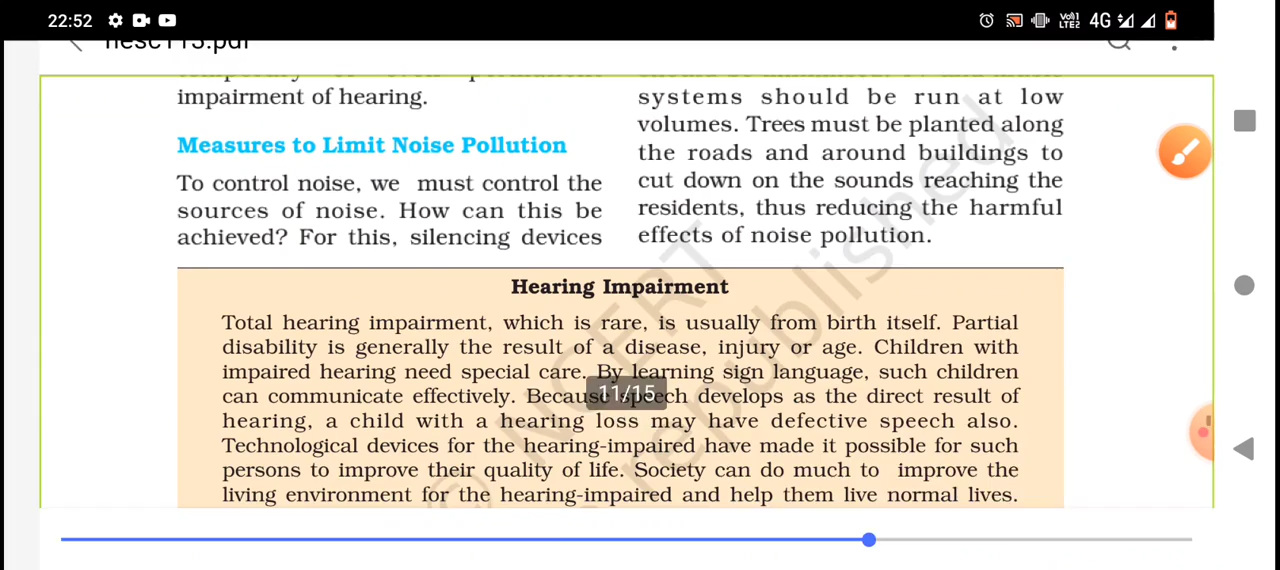 22:52
Vo))
LTE2
4G
impairment of hearing.
Measures to Limit Noise Pollution
To control noise, we must control the
sources of noise. How can this be
achieved? For this, silencing devices
systems should be run at low
volumes. Trees must be planted along
the roads and around buildings to
cut down on the sounds reaching the
residents, thus reducing the harmful
effects of noise pollution.
Hearing Impairment
Total hearing impairment, which is rare, is usually from birth itself. Partial
disability is generally the result of a disease, injury or age. Children with
impaired hearing need special care. By learning sign language, such children
can communicate effectively. Because speech develops as the direct result of
hearing, a child with a hearing loss may have defective speech also.
Technological devices for the hearing-impaired have made it possible for such
persons to improve their quality of life. Society can do much to improve the
living environment for the hearing-impaired and help them live normal lives.
11/15
© NCERT
republished